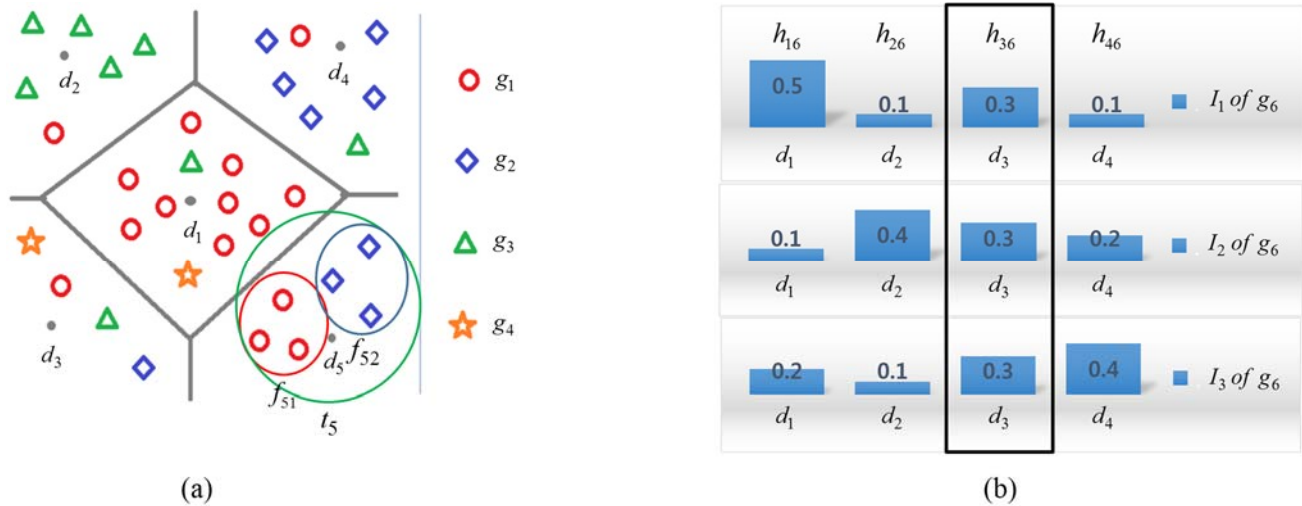 d₂
d₄
d₁
d₃
d₅
f₅₂
f₅₁
t₅
g₁
g₂
g₃
g₄
(a)
h₁₆ h₂₆ h₃₆ h₄₆
0.5 0.1 0.3 0.1 I₁ of g₆
d₁ d₂ d₃ d₄
0.1 0.4 0.3 0.2 I₂ of g₆
d₁ d₂ d₃ d₄
0.2 0.1 0.3 0.4 I₃ of g₆
d₁ d₂ d₃ d₄
(b)